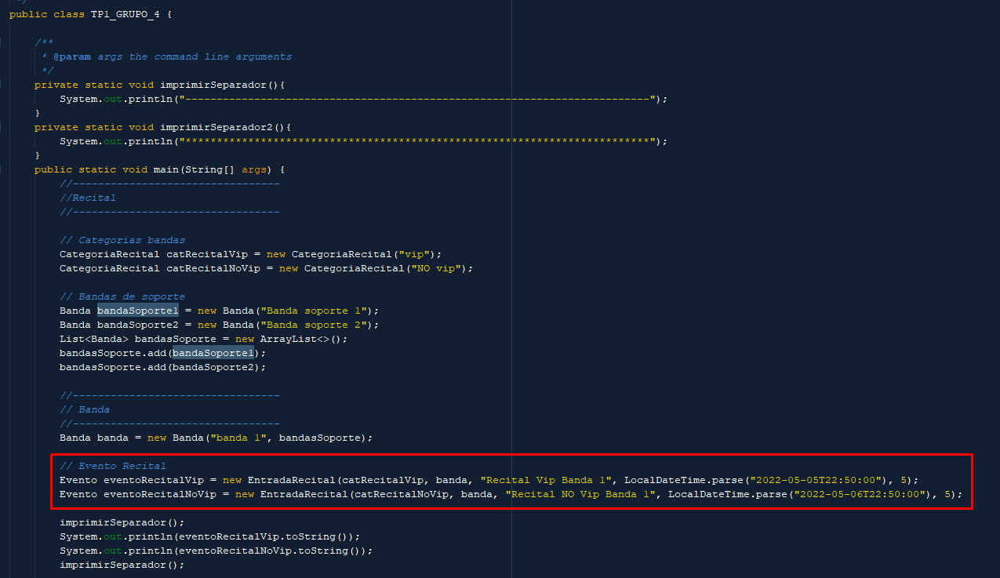 */
public class TP1_GRUPO_4 {
/**
* @param args the command line arguments
*/
private static void imprimirSeparador(){
System.out.println("--------------------------------------------------------------------------");
}
private static void imprimirSeparador2(){
System.out.println("**************************************************************************");
}
public static void main(String[] args) {
//---------------------------------
//Recital
//---------------------------------
// Categorias bandas
CategoriaRecital catRecitalVip = new CategoriaRecital("vip");
CategoriaRecital catRecitalNoVip = new CategoriaRecital("NO vip");
// Bandas de soporte
Banda bandaSoporte1 = new Banda("Banda soporte 1");
Banda bandaSoporte2 = new Banda("Banda soporte 2");
List<Banda> bandasSoporte = new ArrayList<>();
bandasSoporte.add(bandaSoporte1);
bandasSoporte.add(bandaSoporte2);
//---------------------------------
// Banda
//---------------------------------
Banda banda = new Banda("banda 1", bandasSoporte);
// Evento Recital
Evento eventoRecitalVip = new EntradaRecital(catRecitalVip, banda, "Recital Vip Banda 1", LocalDateTime.parse("2022-05-05T22:50:00"), 5);
Evento eventoRecitalNoVip = new EntradaRecital(catRecitalNoVip, banda, "Recital NO Vip Banda 1", LocalDateTime.parse("2022-05-06T22:50:00"), 5);
imprimirSeparador();
System.out.println(eventoRecitalVip.toString());
System.out.println(eventoRecitalNoVip.toString());
imprimirSeparador();